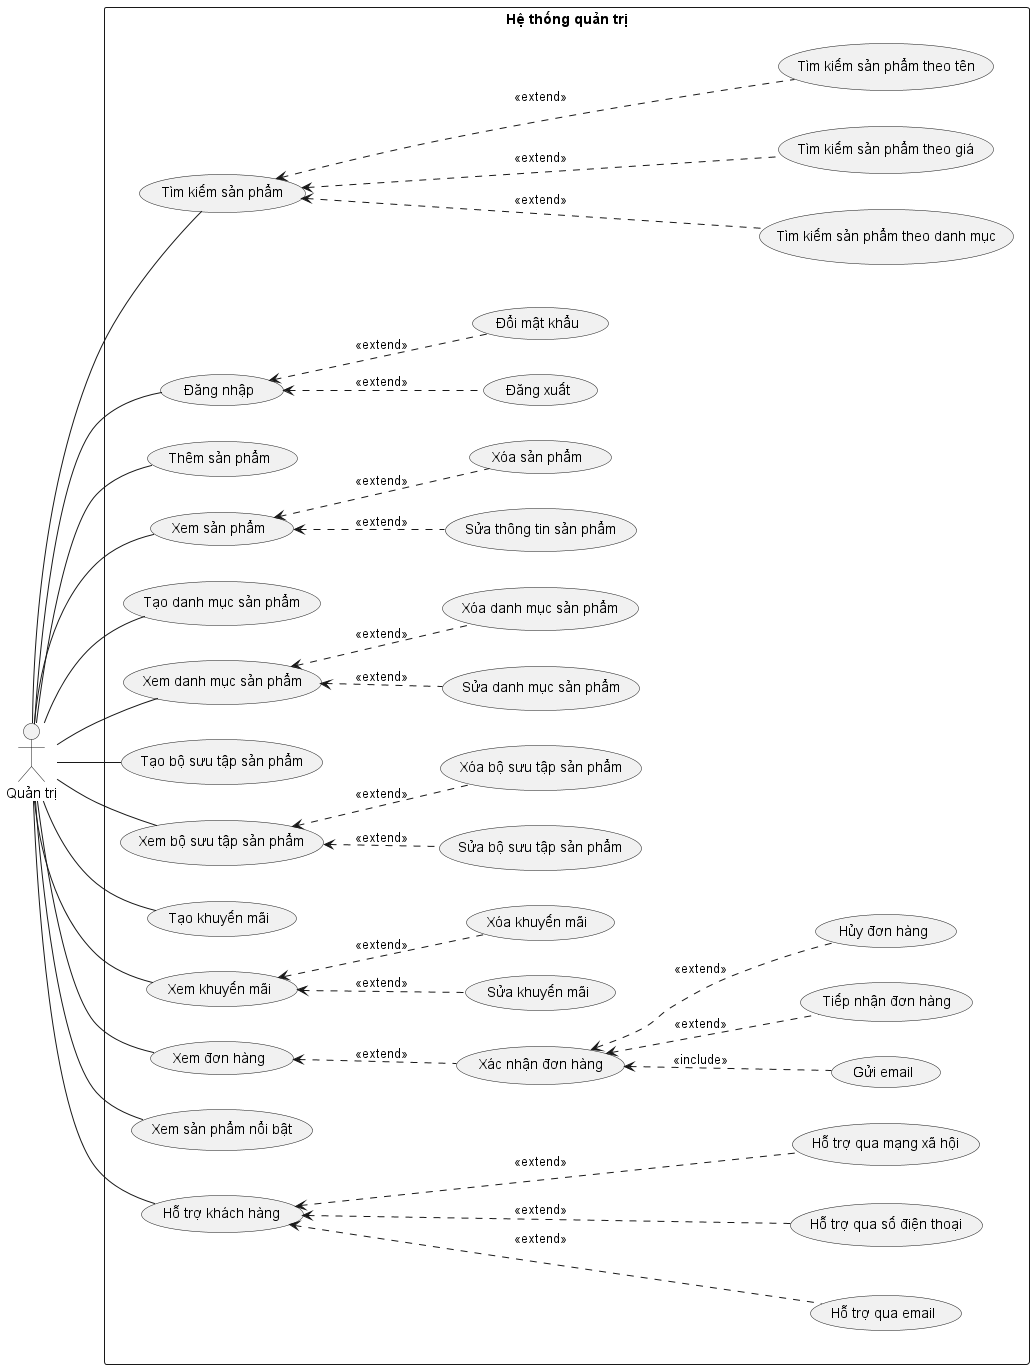 Hệ thống quản trị
Tìm kiếm sản phẩm theo tên
«extend»
Tìm kiếm sản phẩm theo giá
«extend»
Tìm kiếm sản phẩm
«extend»
Tìm kiếm sản phẩm theo danh mục
Đổi mật khẩu
«extend»
«extend»
Đăng nhập
Đăng xuất
Thêm sản phẩm
Xóa sản phẩm
«extend»
«extend»
Xem sản phẩm
Sửa thông tin sản phẩm
Tạo danh mục sản phẩm
Xóa danh mục sản phẩm
«extend»
«extend»
Xem danh mục sản phẩm
Sửa danh mục sản phẩm
Tạo bộ sưu tập sản phẩm
Xóa bộ sưu tập sản phẩm
Quản trị
«extend»
«extend»
Xem bộ sưu tập sản phẩm
Sửa bộ sưu tập sản phẩm
Tạo khuyến mãi
Xóa khuyến mãi
Hủy đơn hàng
«extend»
«extend»
«extend»
Xem khuyến mãi
Sửa khuyến mãi
Tiếp nhận đơn hàng
«extend»
«extend»
Xem đơn hàng
Xác nhận đơn hàng
«include»
Gửi email
Xem sản phẩm nổi bật
Hỗ trợ qua mạng xã hội
«extend»
«extend»
Hỗ trợ khách hàng
Hỗ trợ qua số điện thoại
«extend»
Hỗ trợ qua email